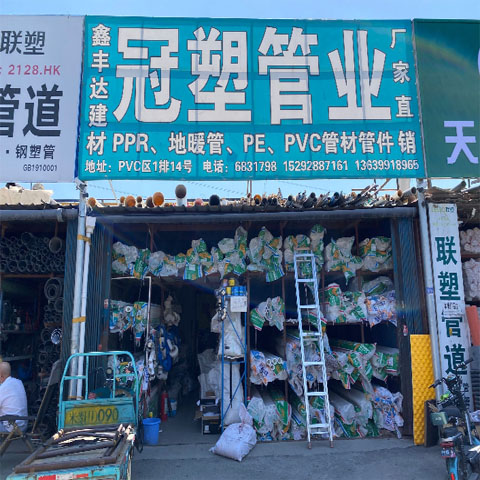 联塑
: 2128.HK
管道
·钢塑管
GB1910001
鑫丰达建材
冠塑管业
厂家直销
PPR、地暖管、PE、PVC管材管件
地址：PVC区1排14号 电话：6831798 15292887161 13639918965
天
联塑管道
090